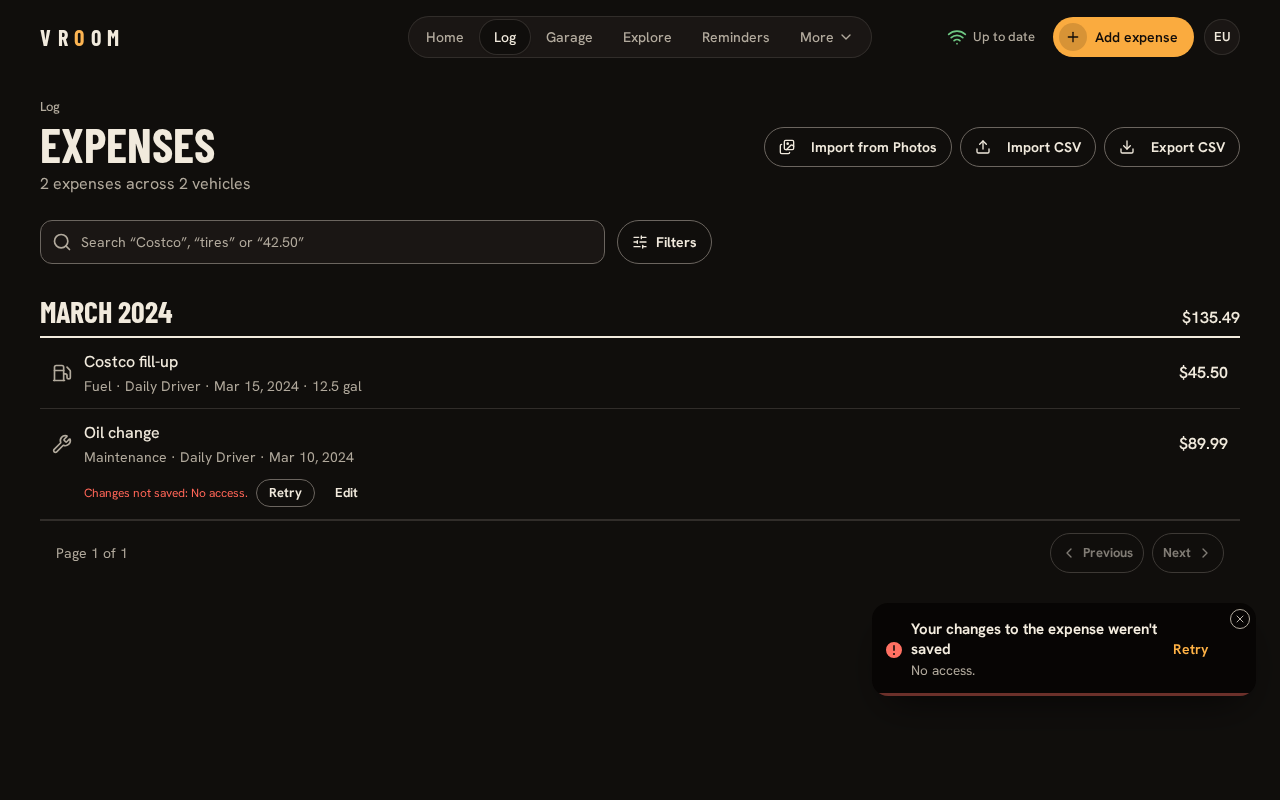 VROOM
Home Log Garage Explore Reminders More
Up to date
Add expense
EU
Log
EXPENSES
2 expenses across 2 vehicles
Import from Photos
Import CSV
Export CSV
Search “Costco”, “tires” or “42.50”
Filters
MARCH 2024 $135.49
Costco fill-up
Fuel · Daily Driver · Mar 15, 2024 · 12.5 gal
$45.50
Oil change
Maintenance · Daily Driver · Mar 10, 2024
$89.99
Changes not saved: No access. Retry Edit
Page 1 of 1
Previous Next
Your changes to the expense weren't
saved
No access.
Retry